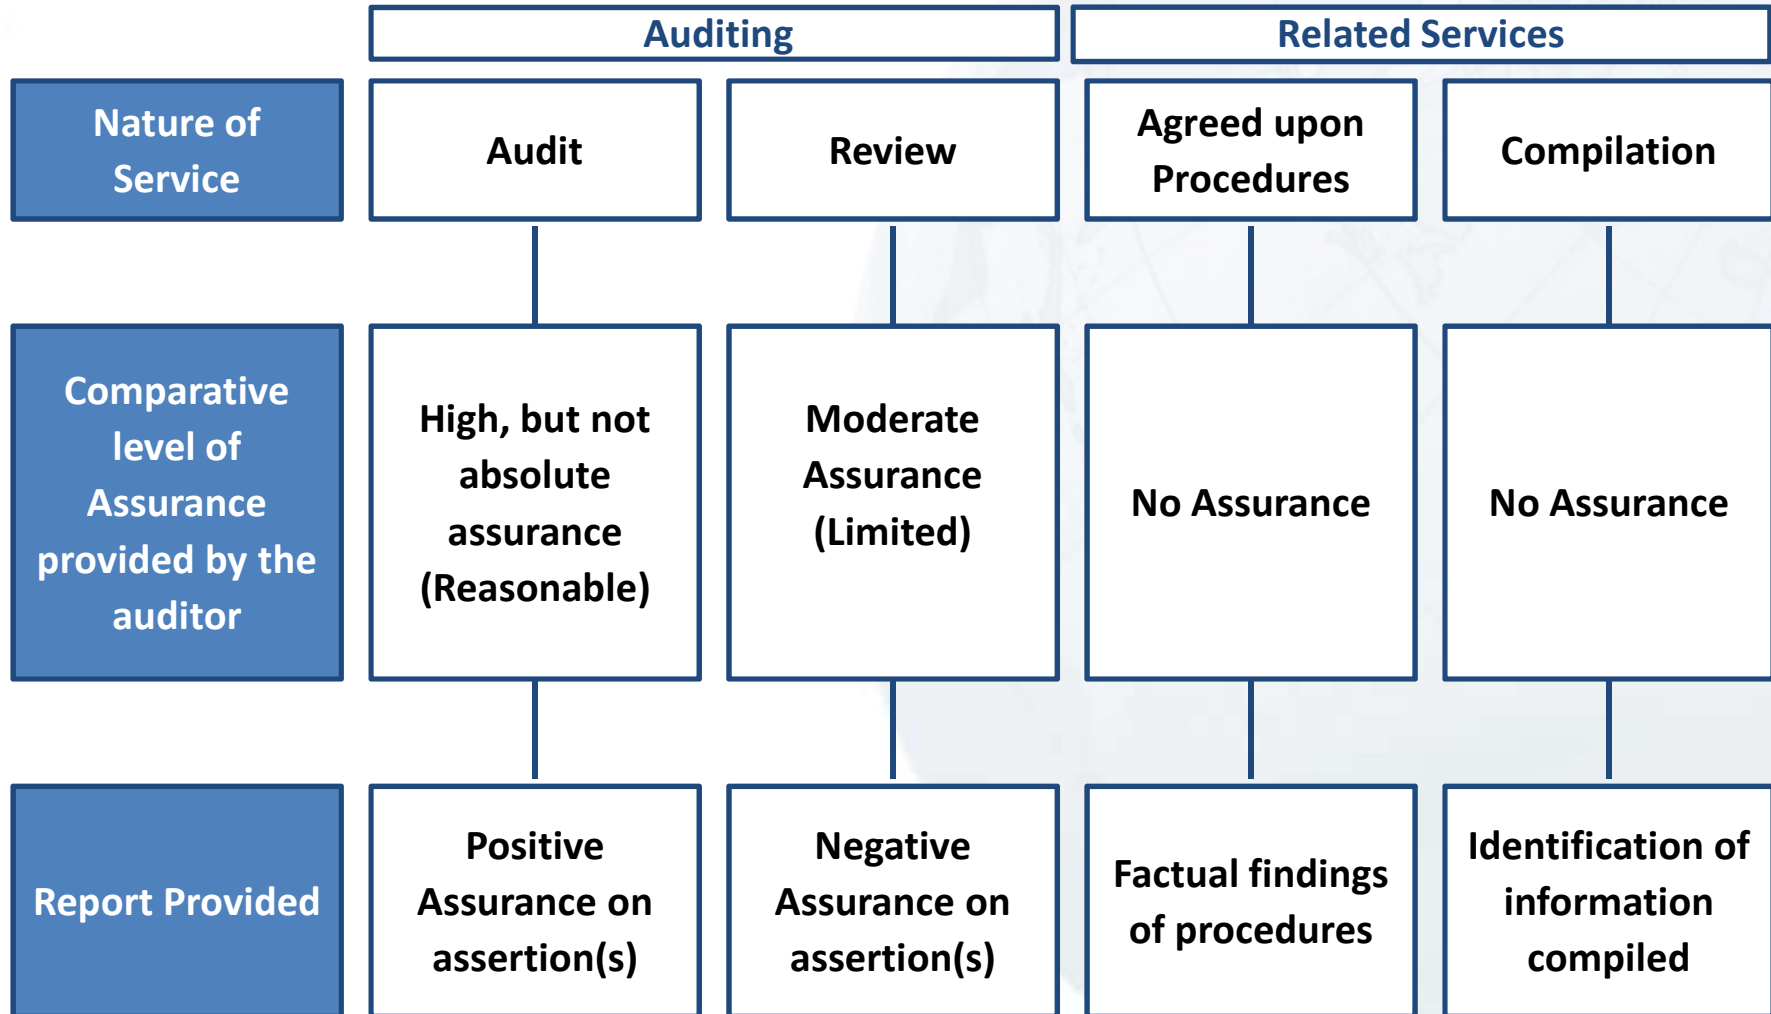 Auditing
Related Services
Nature of
Service
Audit
Review
Agreed upon
Procedures
Compilation
Comparative
level of
Assurance
provided by the
auditor
High, but not
absolute
assurance
(Reasonable)
Moderate
Assurance
(Limited)
No Assurance
No Assurance
Report Provided
Positive
Assurance on
assertion(s)
Negative
Assurance on
assertion(s)
Factual findings
of procedures
Identification of
information
compiled